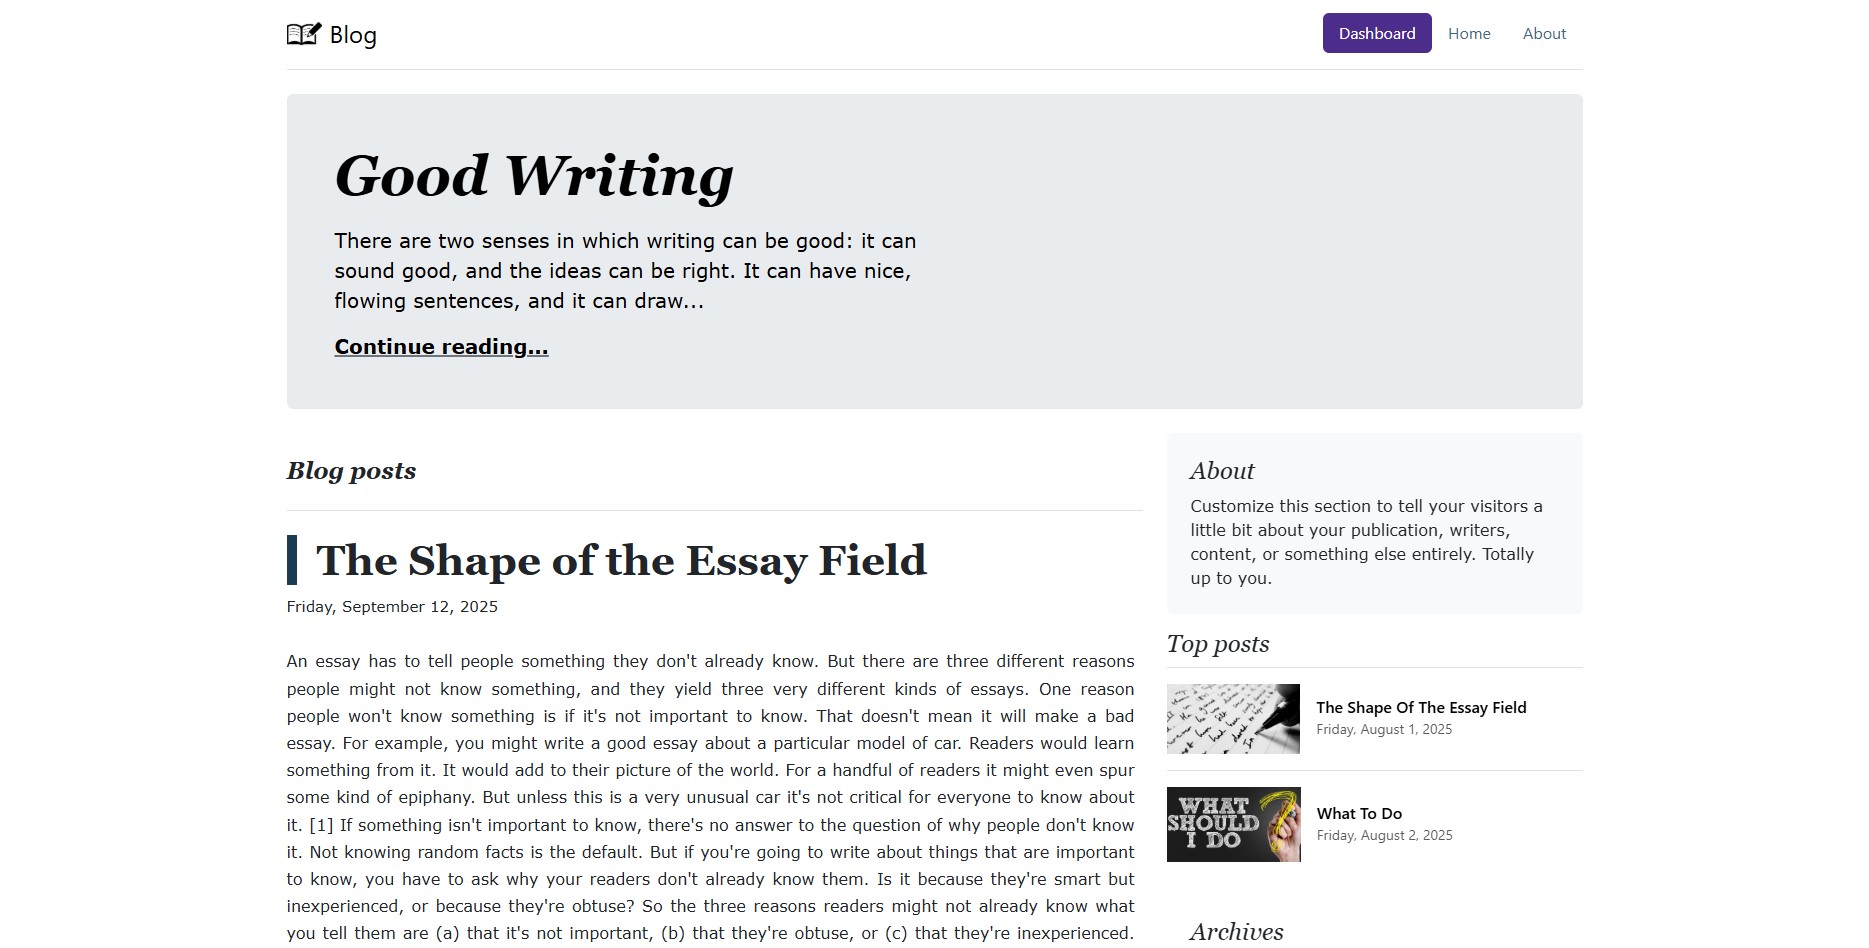 Blog
Dashboard
Home
About
Good Writing
There are two senses in which writing can be good: it can
sound good, and the ideas can be right. It can have nice,
flowing sentences, and it can draw...
Continue reading...
Blog posts
The Shape of the Essay Field
Friday, September 12, 2025
An essay has to tell people something they don't already know. But there are three different reasons
people might not know something, and they yield three very different kinds of essays. One reason
people won't know something is if it's not important to know. That doesn't mean it will make a bad
essay. For example, you might write a good essay about a particular model of car. Readers would learn
something from it. It would add to their picture of the world. For a handful of readers it might even spur
some kind of epiphany. But unless this is a very unusual car it's not critical for everyone to know about
it. [1] If something isn't important to know, there's no answer to the question of why people don't know
it. Not knowing random facts is the default. But if you're going to write about things that are important
to know, you have to ask why your readers don't already know them. Is it because they're smart but
inexperienced, or because they're obtuse? So the three reasons readers might not already know what
you tell them are (a) that it's not important, (b) that they're obtuse, or (c) that they're inexperienced.
About
Customize this section to tell your visitors a
little bit about your publication, writers,
content, or something else entirely. Totally
up to you.
Top posts
The Shape Of The Essay Field
Friday, August 1, 2025
WHAT
SHOULD
I DO
What To Do
Friday, August 2, 2025
Archives